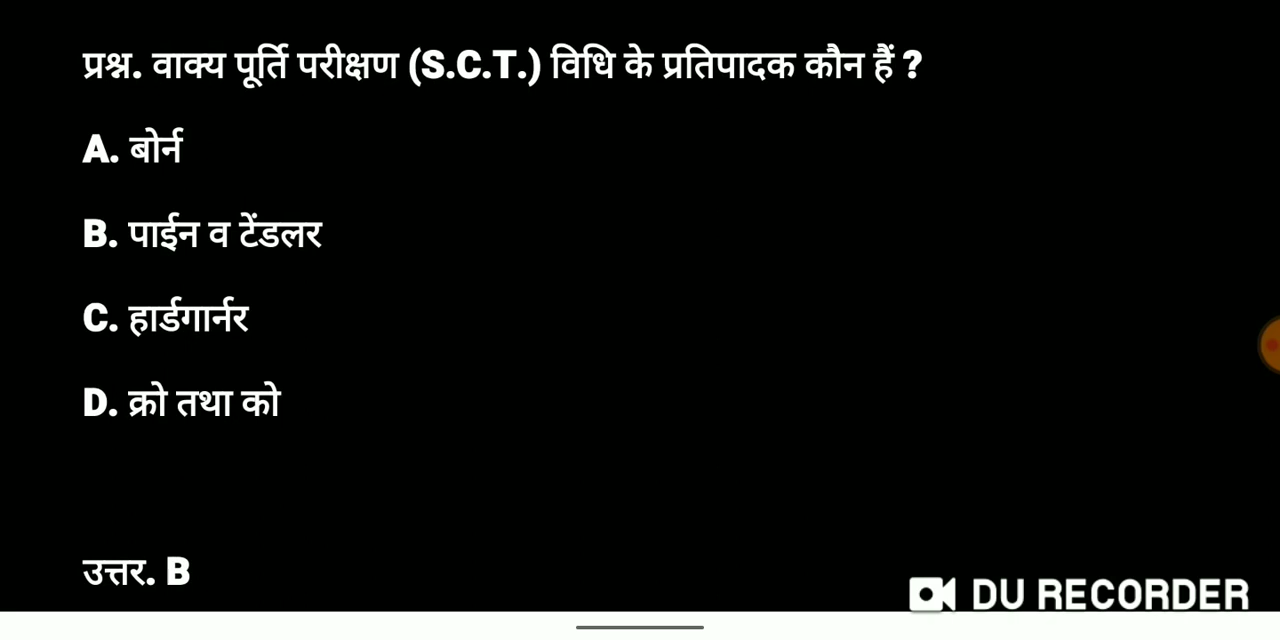 प्रश्न. वाक्य पूर्ति परीक्षण (S.C.T.) विधि के प्रतिपादक कौन हैं ?
A. बोर्न
B. पाईन व टेंडलर
C. हार्डगार्नर
D. क्रो तथा को
उत्तर. B
DU RECORDER